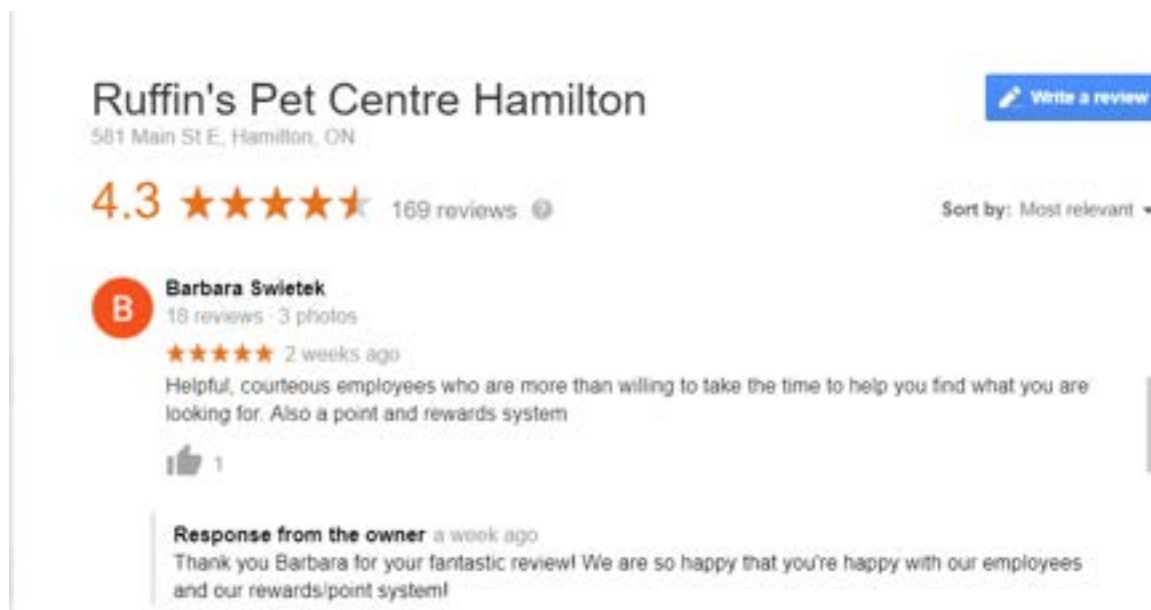 Ruffin's Pet Centre Hamilton
Write a review
581 Main St E, Hamilton, ON
4.3 169 reviews
Sort by: Most relevant
B
Barbara Swietek
18 reviews · 3 photos
2 weeks ago
Helpful, courteous employees who are more than willing to take the time to help you find what you are
looking for. Also a point and rewards system
1
Response from the owner a week ago
Thank you Barbara for your fantastic review! We are so happy that you're happy with our employees
and our rewards/point system!